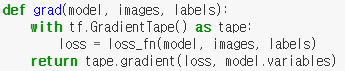 def grad(model, images, labels):
    with tf.GradientTape() as tape:
        loss = loss_fn(model, images, labels)
    return tape.gradient(loss, model.variables)